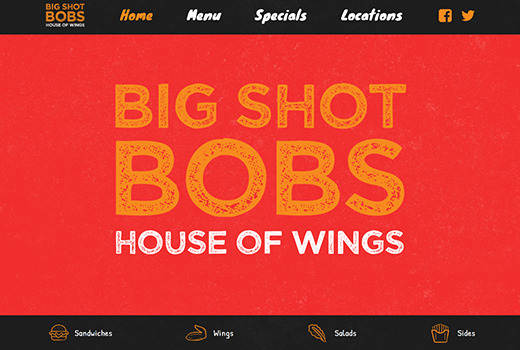 BIG SHOT
BOBS
HOUSE OF WINGS
Home Menu Specials Locations
BIG SHOT
BOBS
HOUSE OF WINGS
Sandwiches Wings Salads Sides